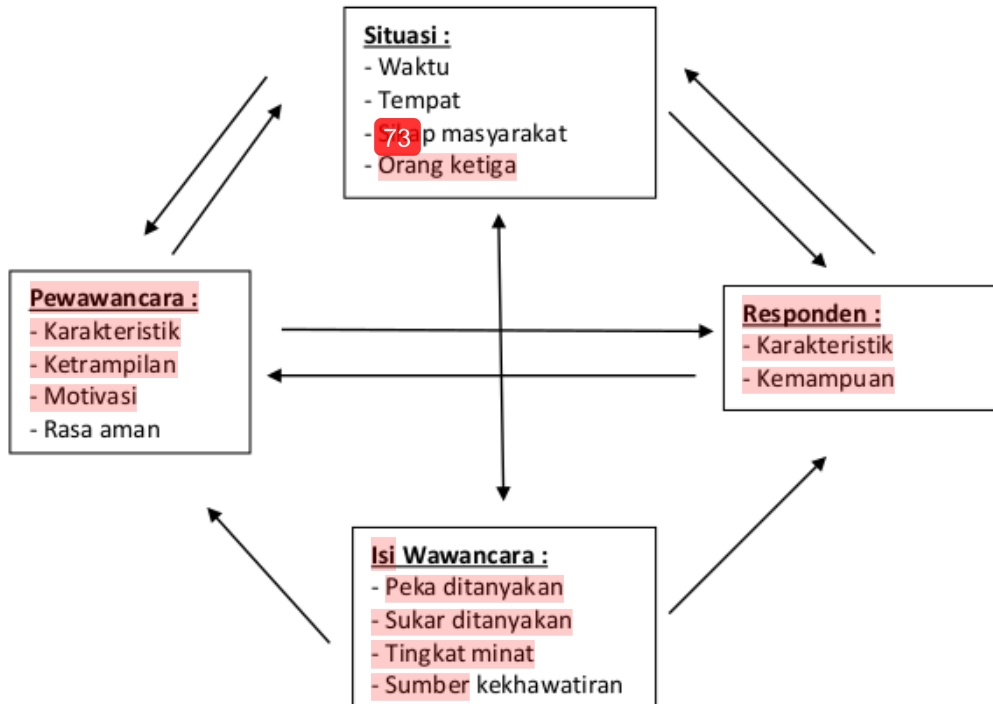 Situasi :
- Waktu
- Tempat
- 73 p masyarakat
- Orang ketiga
Pewawancara :
- Karakteristik
- Ketrampilan
- Motivasi
- Rasa aman
Responden :
- Karakteristik
- Kemampuan
Isi Wawancara :
- Peka ditanyakan
- Sukar ditanyakan
- Tingkat minat
- Sumber kekhawatiran